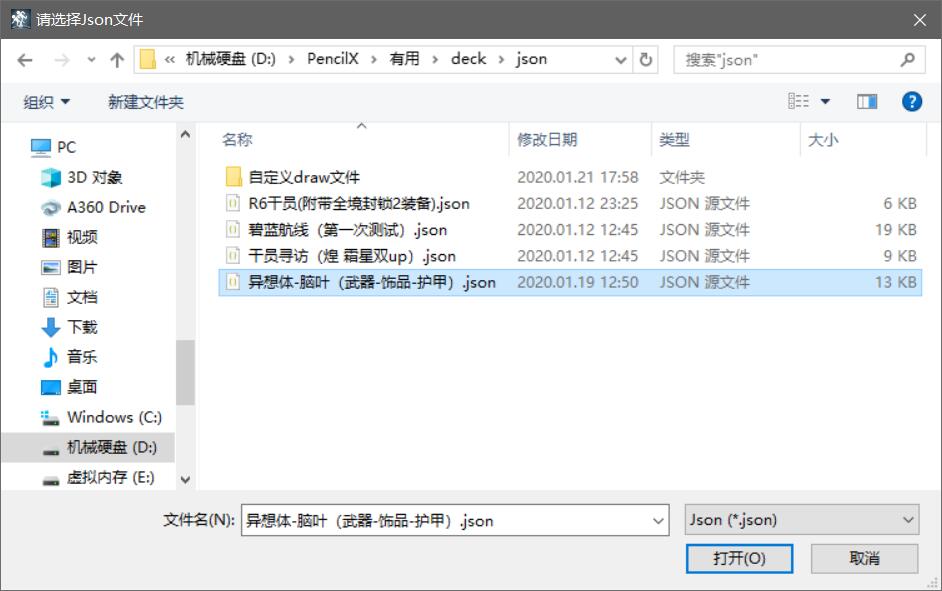 请选择Json文件
« 机械硬盘 (D:) › PencilX › 有用 › deck › json
搜索"json"
组织
新建文件夹
名称 修改日期 类型 大小
PC
3D 对象
A360 Drive
视频
图片
文档
下载
音乐
桌面
Windows (C:)
机械硬盘 (D:)
虚拟内存 (E:)
自定义draw文件 2020.01.21 17:58 文件夹
R6干员(附带全境封锁2装备).json 2020.01.12 23:25 JSON 源文件 6 KB
碧蓝航线（第一次测试）.json 2020.01.12 12:45 JSON 源文件 19 KB
干员寻访（煌 霜星双up）.json 2020.01.12 12:45 JSON 源文件 9 KB
异想体-脑叶（武器-饰品-护甲）.json 2020.01.19 12:50 JSON 源文件 13 KB
文件名(N): 异想体-脑叶（武器-饰品-护甲）.json
Json (*.json)
打开(O)
取消